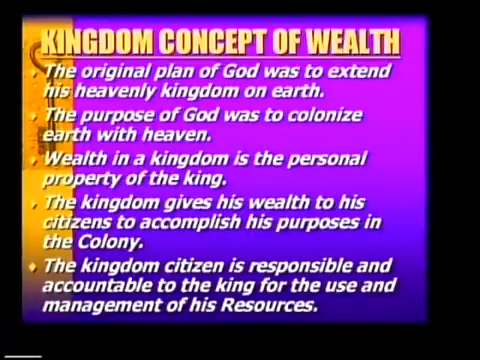 KINGDOM CONCEPT OF WEALTH
The original plan of God was to extend
his heavenly kingdom on earth.
The purpose of God was to colonize
earth with heaven.
Wealth in a kingdom is the personal
property of the king.
The kingdom gives his wealth to his
citizens to accomplish his purposes in
the Colony.
The kingdom citizen is responsible and
accountable to the king for the use and
management of his Resources.